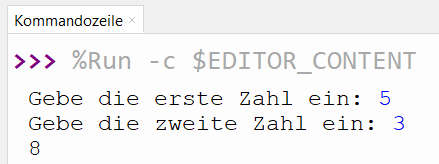 Kommandozeile ×
>>> %Run -c $EDITOR_CONTENT
Gebe die erste Zahl ein: 5
Gebe die zweite Zahl ein: 3
8